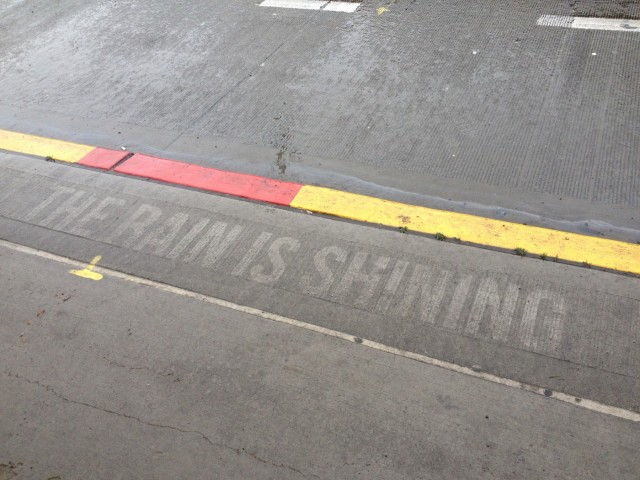 THE RAIN IS SHINING